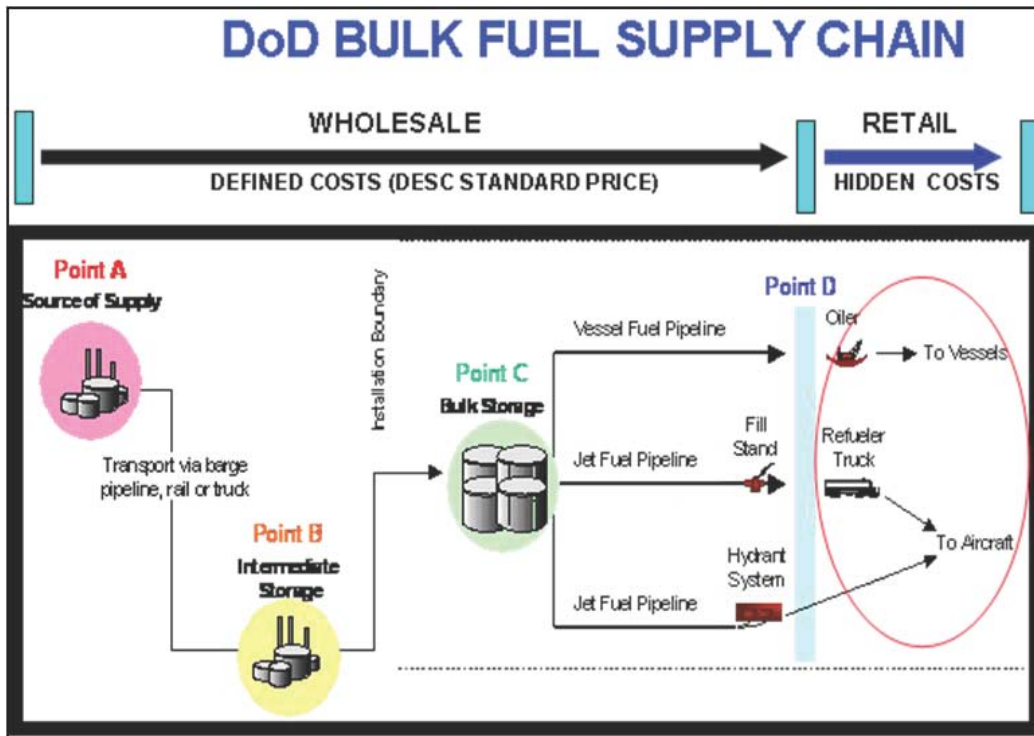 DoD BULK FUEL SUPPLY CHAIN
WHOLESALE
RETAIL
DEFINED COSTS (DESC STANDARD PRICE)
HIDDEN COSTS
Point A
Source of Supply
Transport via barge
pipeline, rail or truck
Point B
Intermediate
Storage
Installation Boundary
Point C
Bulk Storage
Vessel Fuel Pipeline
Jet Fuel Pipeline
Fill
Stand
Jet Fuel Pipeline
Hydrant
System
Point D
Oiler
To Vessels
Refueler
Truck
To Aircraft